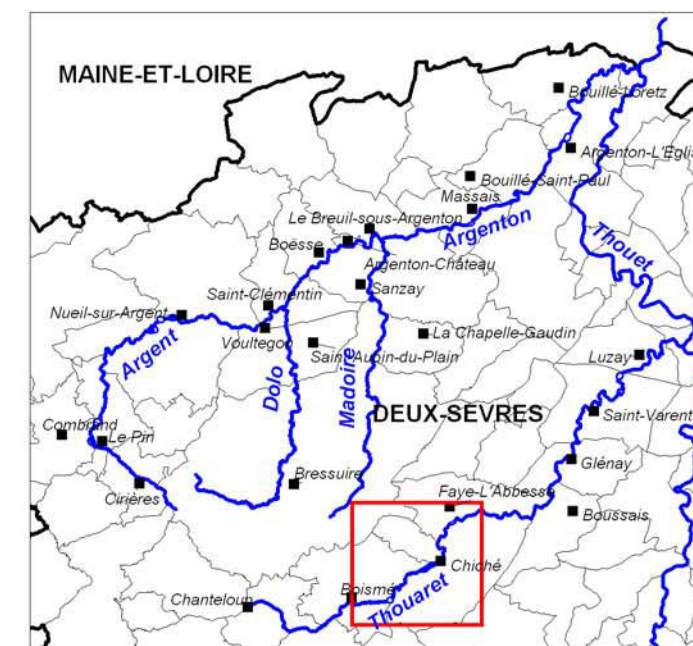 MAINE-ET-LOIRE
Bouillé-Loretz
Argenton-L'Eglis
Bouillé-Saint-Paul
Massais
Le Breuil-sous-Argenton
Argenton
Boësse
Thouet
Argenton-Château
Saint-Clémentin
Sanzay
Nueil-sur-Argent
Voultegon
La Chapelle-Gaudin
Saint-Aubin-du-Plain
Luzay
Argent
Dolo
Madoire
DEUX-SEVRES
Saint-Varent
Combrand
Le Pin
Glénay
Bressuire
Cirières
Faye-L'Abbesse
Boussais
Chiché
Boismé
Thouaret
Chanteloup